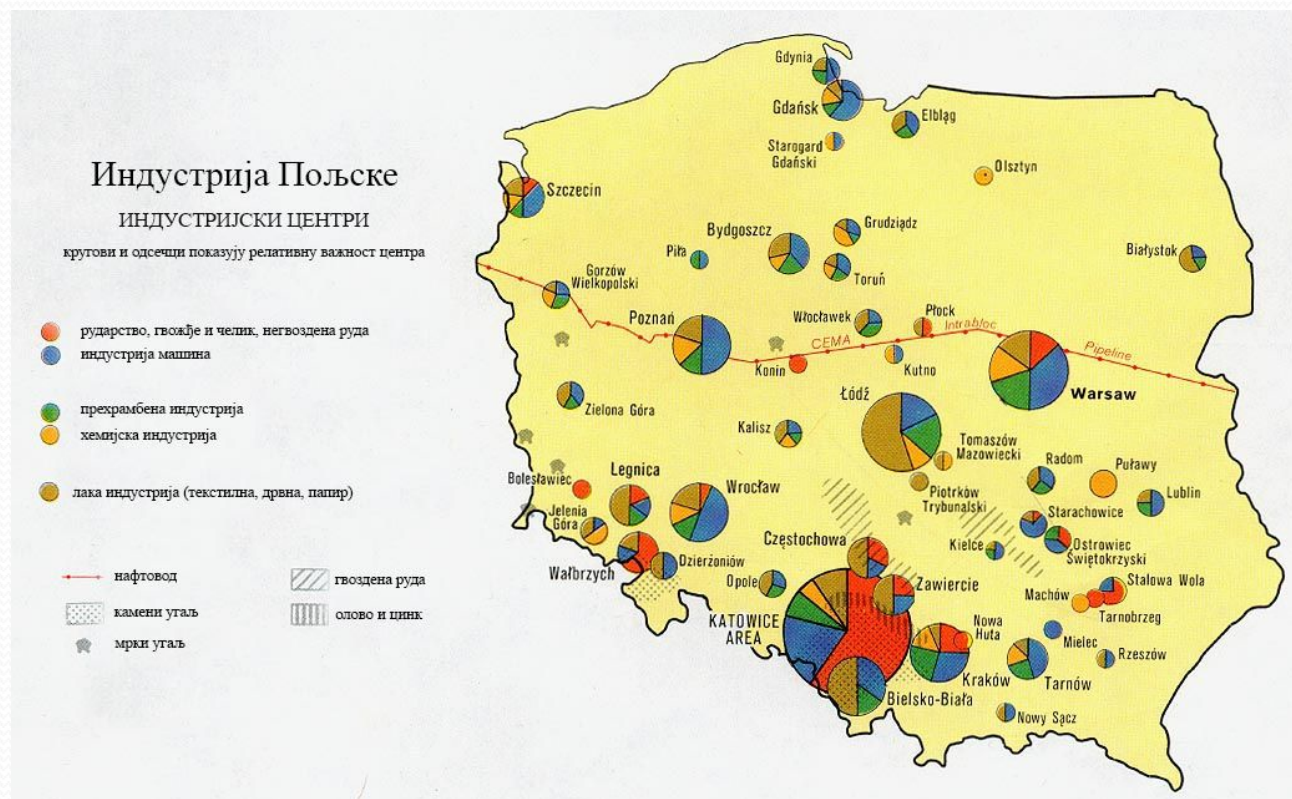 Индустрија Пољске
ИНДУСТРИЈСКИ ЦЕНТРИ
кругови и одсечци показују релативну важност центра
рударство, гвожђе и челик, негвоздена руда
индустрија машина
прехрамбена индустрија
хемијска индустрија
лака индустрија (текстилна, дрвна, папир)
нафтовод
гвоздена руда
камени угаљ
олово и цинк
мрки угаљ
Gdynia
Gdańsk
Elbląg
Starogard
Gdański
Olsztyn
Szczecin
Grudziądz
Bydgoszcz
Piła
Toruń
Białystok
Gorzów
Wielkopolski
Poznań
Włocławek
Płock
CEMA Intrabloc Pipeline
Konin
Kutno
Warsaw
Zielona Góra
Łódź
Kalisz
Tomaszów
Mazowiecki
Radom
Puławy
Legnica
Bolesławiec
Wrocław
Piotrków
Trybunalski
Lublin
Jelenia
Góra
Starachowice
Częstochowa
Kielce
Ostrowiec
Świętokrzyski
Wałbrzych
Dzierżoniów
Opole
Zawiercie
Stalowa Wola
Machów
Tarnobrzeg
KATOWICE
AREA
Nowa
Huta
Mielec
Rzeszów
Kraków
Tarnów
Bielsko-Biała
Nowy Sącz